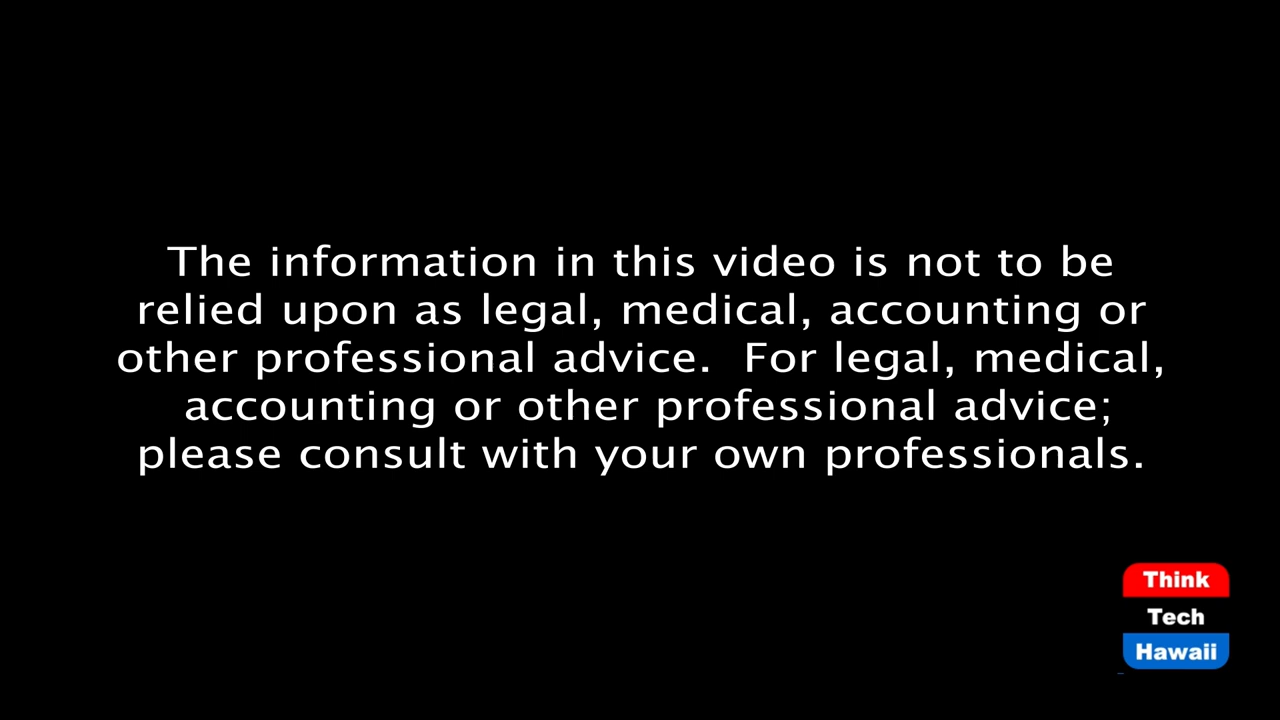 The information in this video is not to be
relied upon as legal, medical, accounting or
other professional advice.  For legal, medical,
accounting or other professional advice;
please consult with your own professionals.
Think
Tech
Hawaii